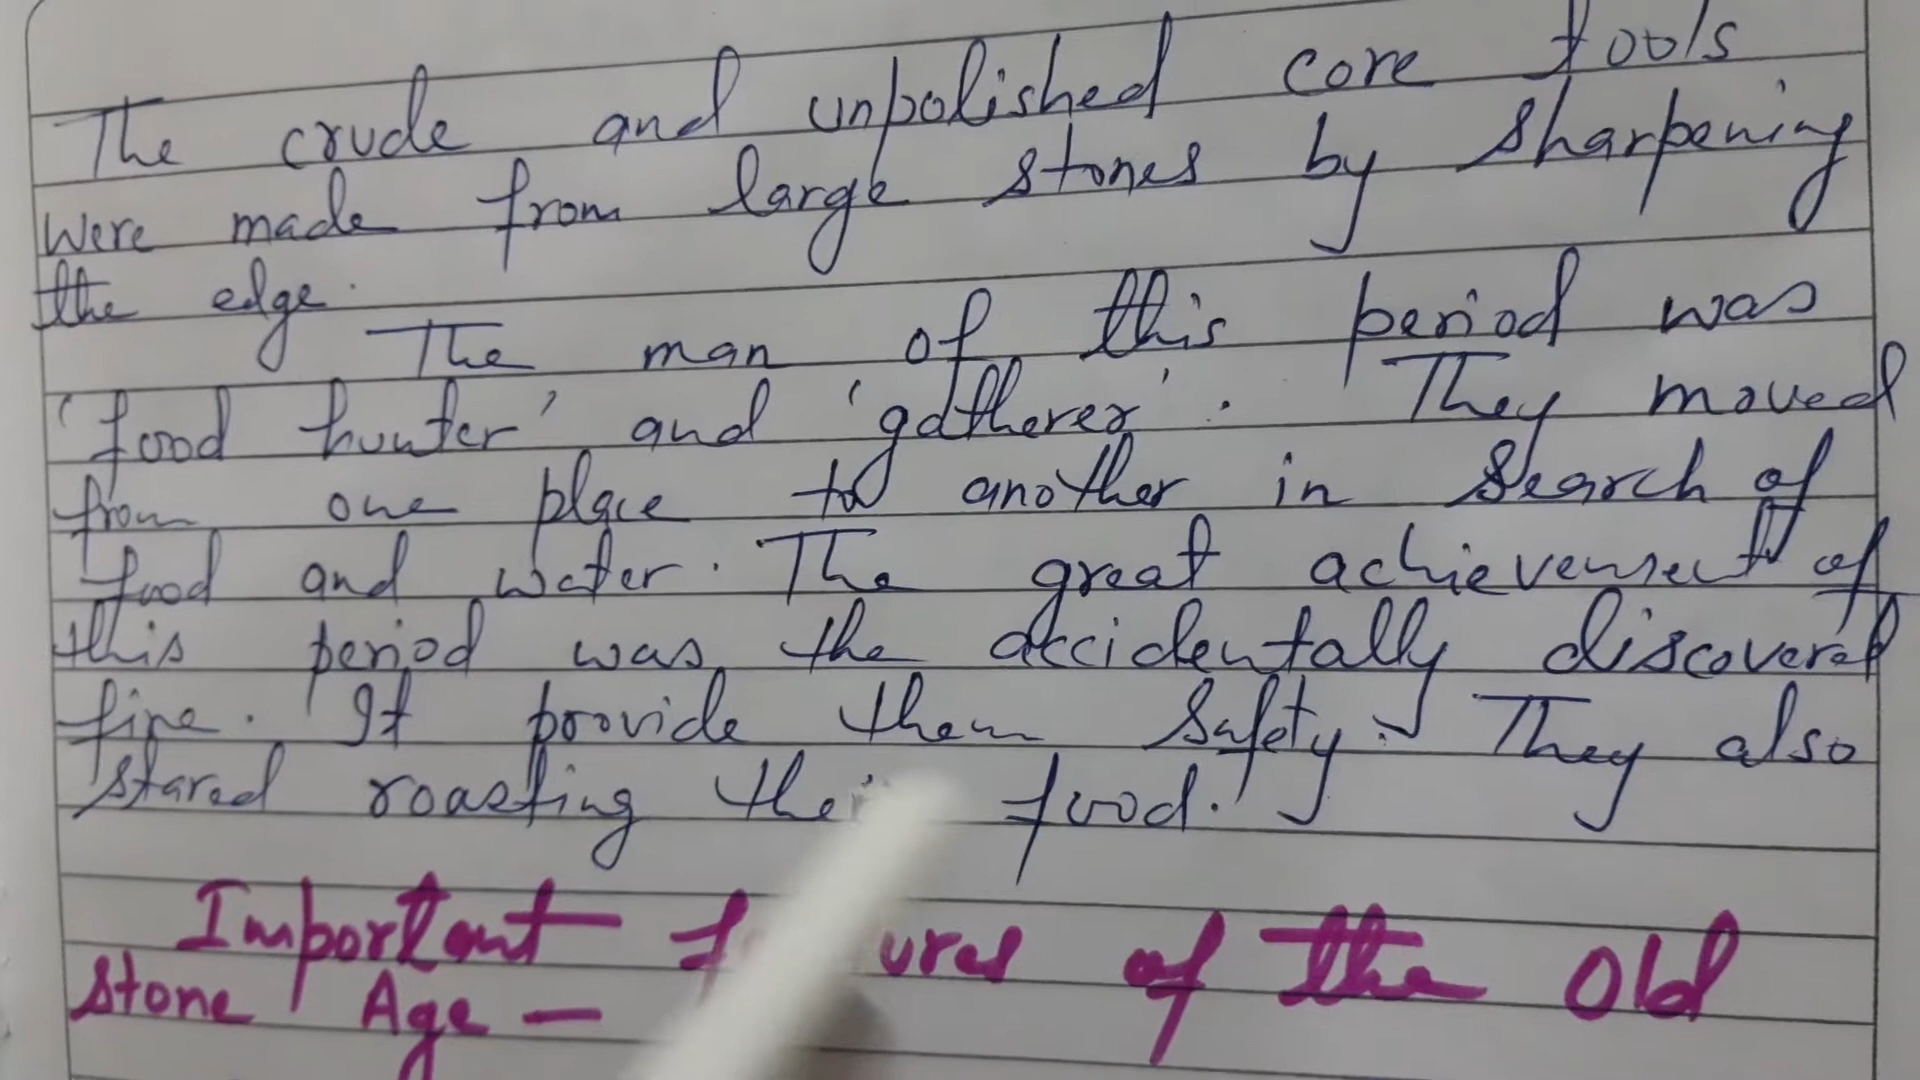 The crude and unpolished core tools
were made from large stones by sharpening
the edge.
The man of this period was
'food hunter' and 'gatherer'. They moved
from one place to another in search of
food and water. The great achievement of
this period was the accidentally discovered
fire. It provide them safety. They also
stared roasting their food.
Important of the Old
Stone Age —